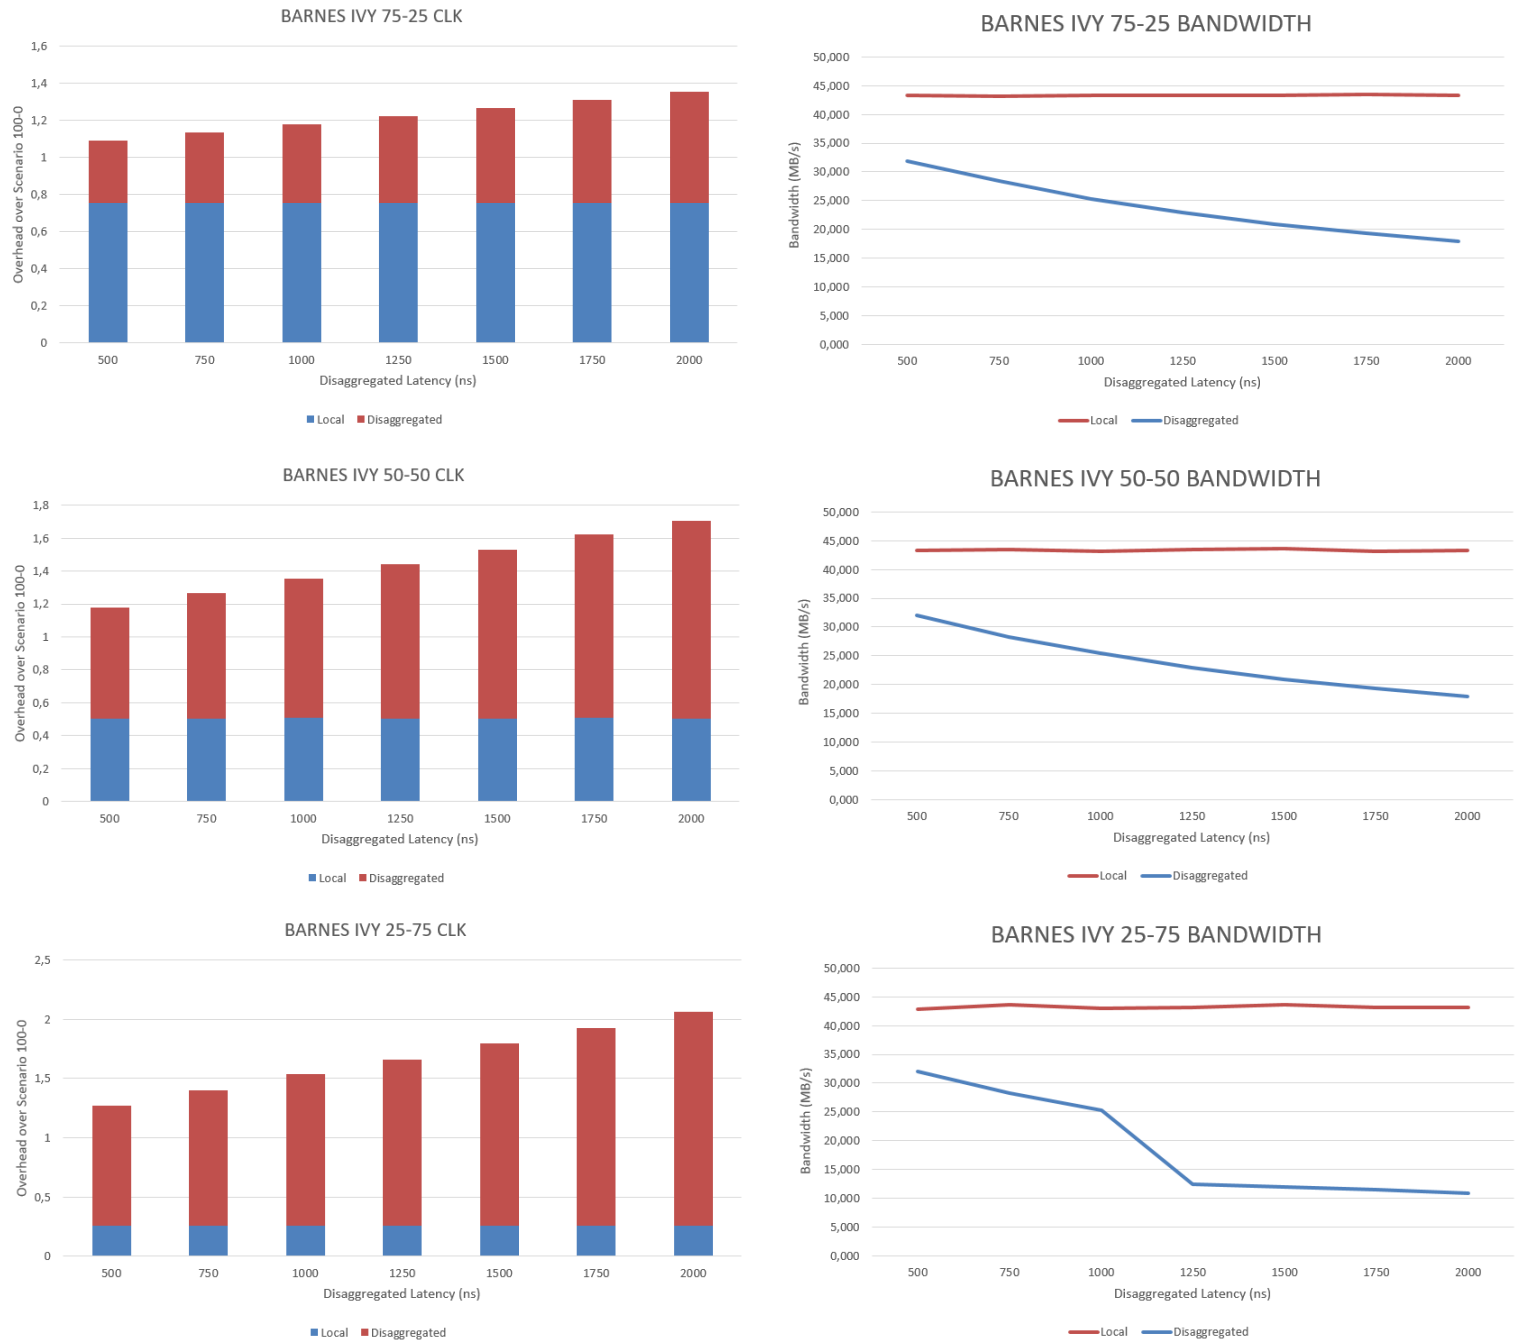 BARNES IVY 75-25 CLK
Overhead over Scenario 100-0
1,6
1,4
1,2
1
0,8
0,6
0,4
0,2
0
500 750 1000 1250 1500 1750 2000
Disaggregated Latency (ns)
Local Disaggregated
BARNES IVY 75-25 BANDWIDTH
Bandwidth (MB/s)
50,000
45,000
40,000
35,000
30,000
25,000
20,000
15,000
10,000
5,000
0,000
500 750 1000 1250 1500 1750 2000
Disaggregated Latency (ns)
Local Disaggregated
BARNES IVY 50-50 CLK
Overhead over Scenario 100-0
1,8
1,6
1,4
1,2
1
0,8
0,6
0,4
0,2
0
500 750 1000 1250 1500 1750 2000
Disaggregated Latency (ns)
Local Disaggregated
BARNES IVY 50-50 BANDWIDTH
Bandwidth (MB/s)
50,000
45,000
40,000
35,000
30,000
25,000
20,000
15,000
10,000
5,000
0,000
500 750 1000 1250 1500 1750 2000
Disaggregated Latency (ns)
Local Disaggregated
BARNES IVY 25-75 CLK
Overhead over Scenario 100-0
2,5
2
1,5
1
0,5
0
500 750 1000 1250 1500 1750 2000
Disaggregated Latency (ns)
Local Disaggregated
BARNES IVY 25-75 BANDWIDTH
Bandwidth (MB/s)
50,000
45,000
40,000
35,000
30,000
25,000
20,000
15,000
10,000
5,000
0,000
500 750 1000 1250 1500 1750 2000
Disaggregated Latency (ns)
Local Disaggregated